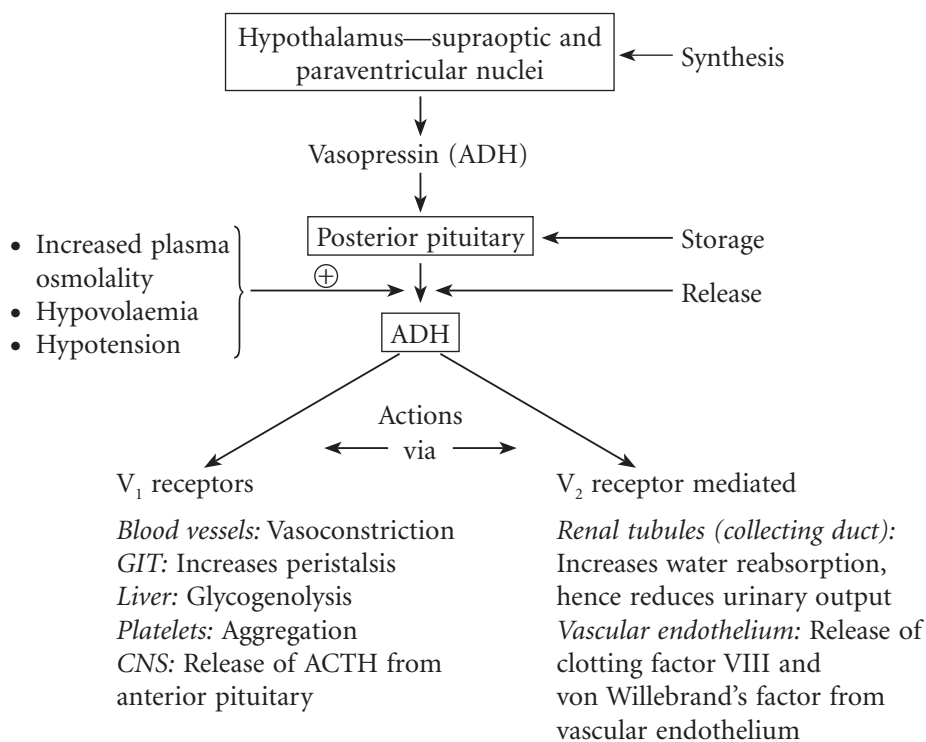 Hypothalamus—supraoptic and
paraventricular nuclei
Synthesis
Vasopressin (ADH)
Posterior pituitary
Storage
• Increased plasma
osmolality
• Hypovolaemia
• Hypotension
+
Release
ADH
Actions
via
V₁ receptors
Blood vessels: Vasoconstriction
GIT: Increases peristalsis
Liver: Glycogenolysis
Platelets: Aggregation
CNS: Release of ACTH from
anterior pituitary
V₂ receptor mediated
Renal tubules (collecting duct):
Increases water reabsorption,
hence reduces urinary output
Vascular endothelium: Release of
clotting factor VIII and
von Willebrand’s factor from
vascular endothelium